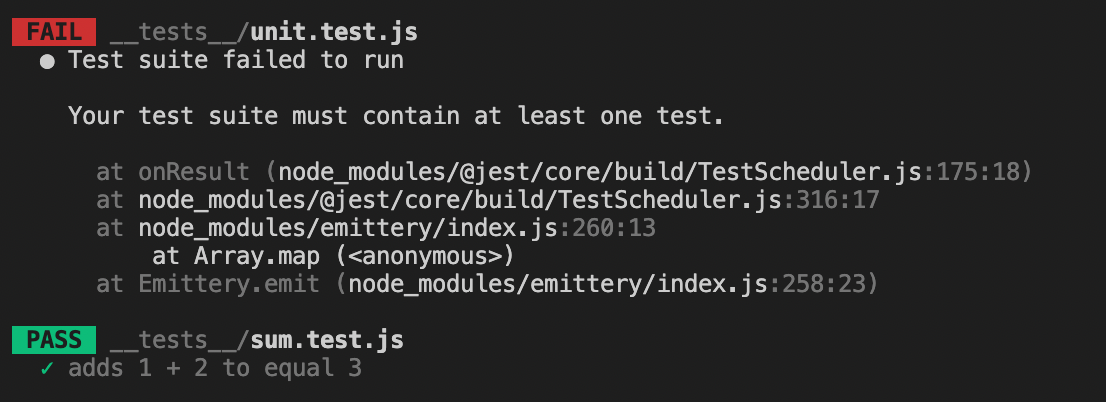 FAIL __tests__/unit.test.js
● Test suite failed to run
Your test suite must contain at least one test.
at onResult (node_modules/@jest/core/build/TestScheduler.js:175:18)
at node_modules/@jest/core/build/TestScheduler.js:316:17
at node_modules/emittery/index.js:260:13
at Array.map (<anonymous>)
at Emittery.emit (node_modules/emittery/index.js:258:23)
PASS __tests__/sum.test.js
✓ adds 1 + 2 to equal 3